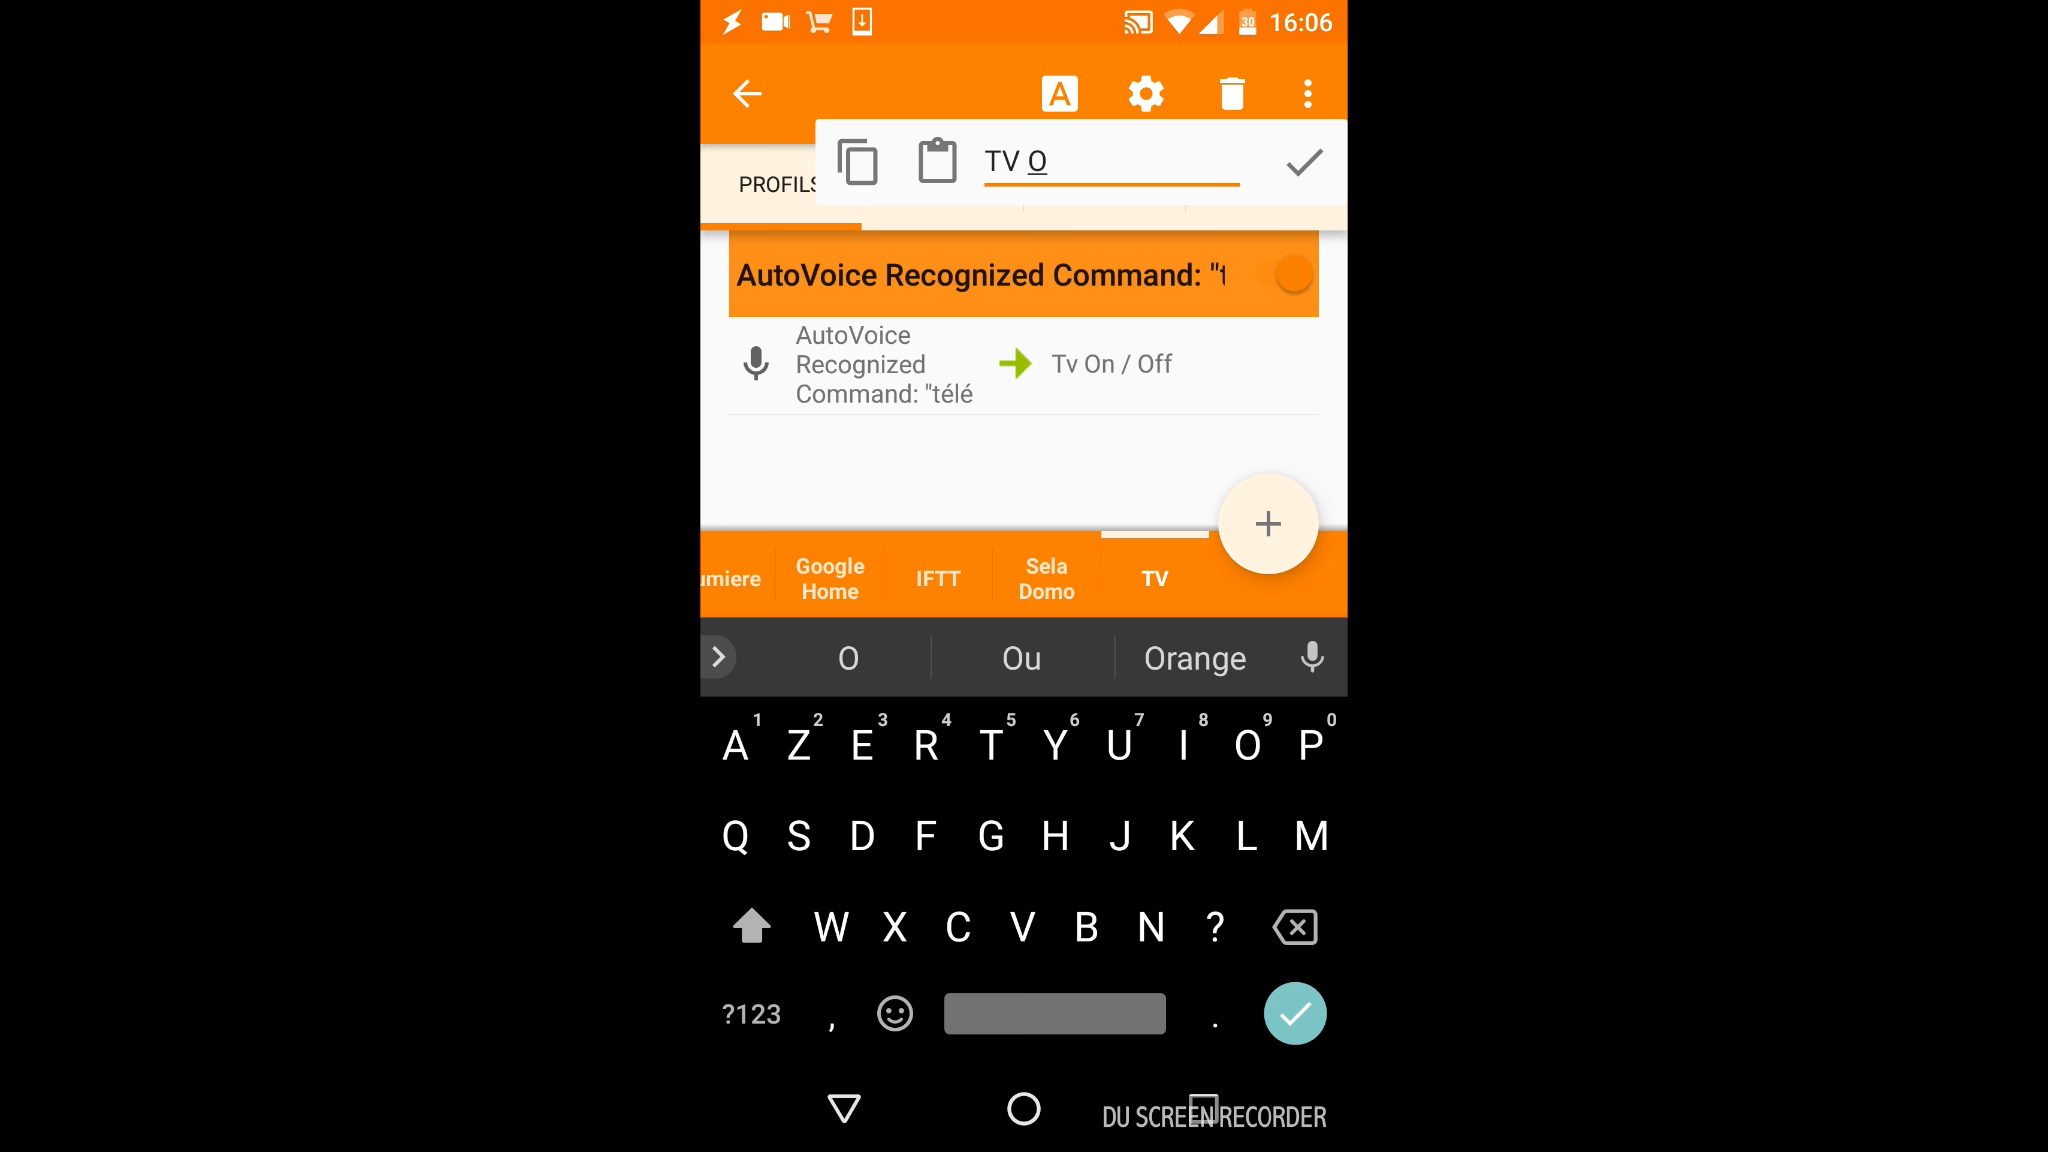 30 16:06
A
TV O
PROFILS
AutoVoice Recognized Command: "t
AutoVoice
Recognized
Command: "télé
Tv On / Off
+
umiere
Google
Home
IFTT
Sela
Domo
TV
O Ou Orange
A 1 Z 2 E 3 R 4 T 5 Y 6 U 7 I 8 O 9 P 0
Q S D F G H J K L M
W X C V B N ?
?123 , .
DU SCREEN RECORDER